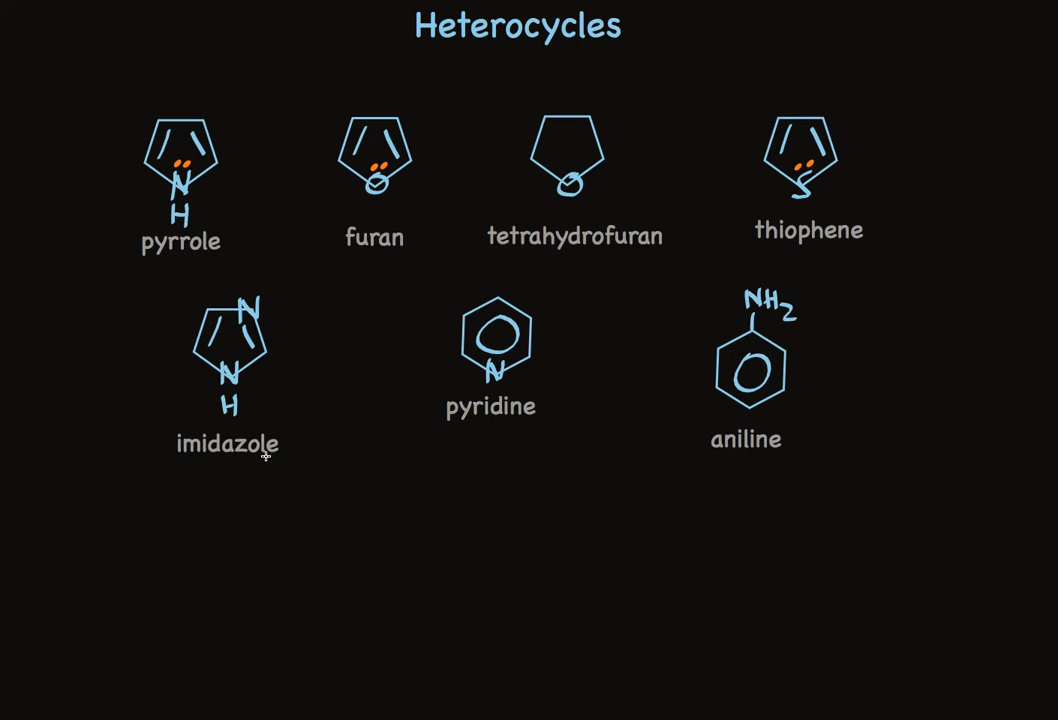 Heterocycles
N
H
pyrrole
O
furan
O
tetrahydrofuran
S
thiophene
N
N
H
imidazole
N
pyridine
NH2
aniline